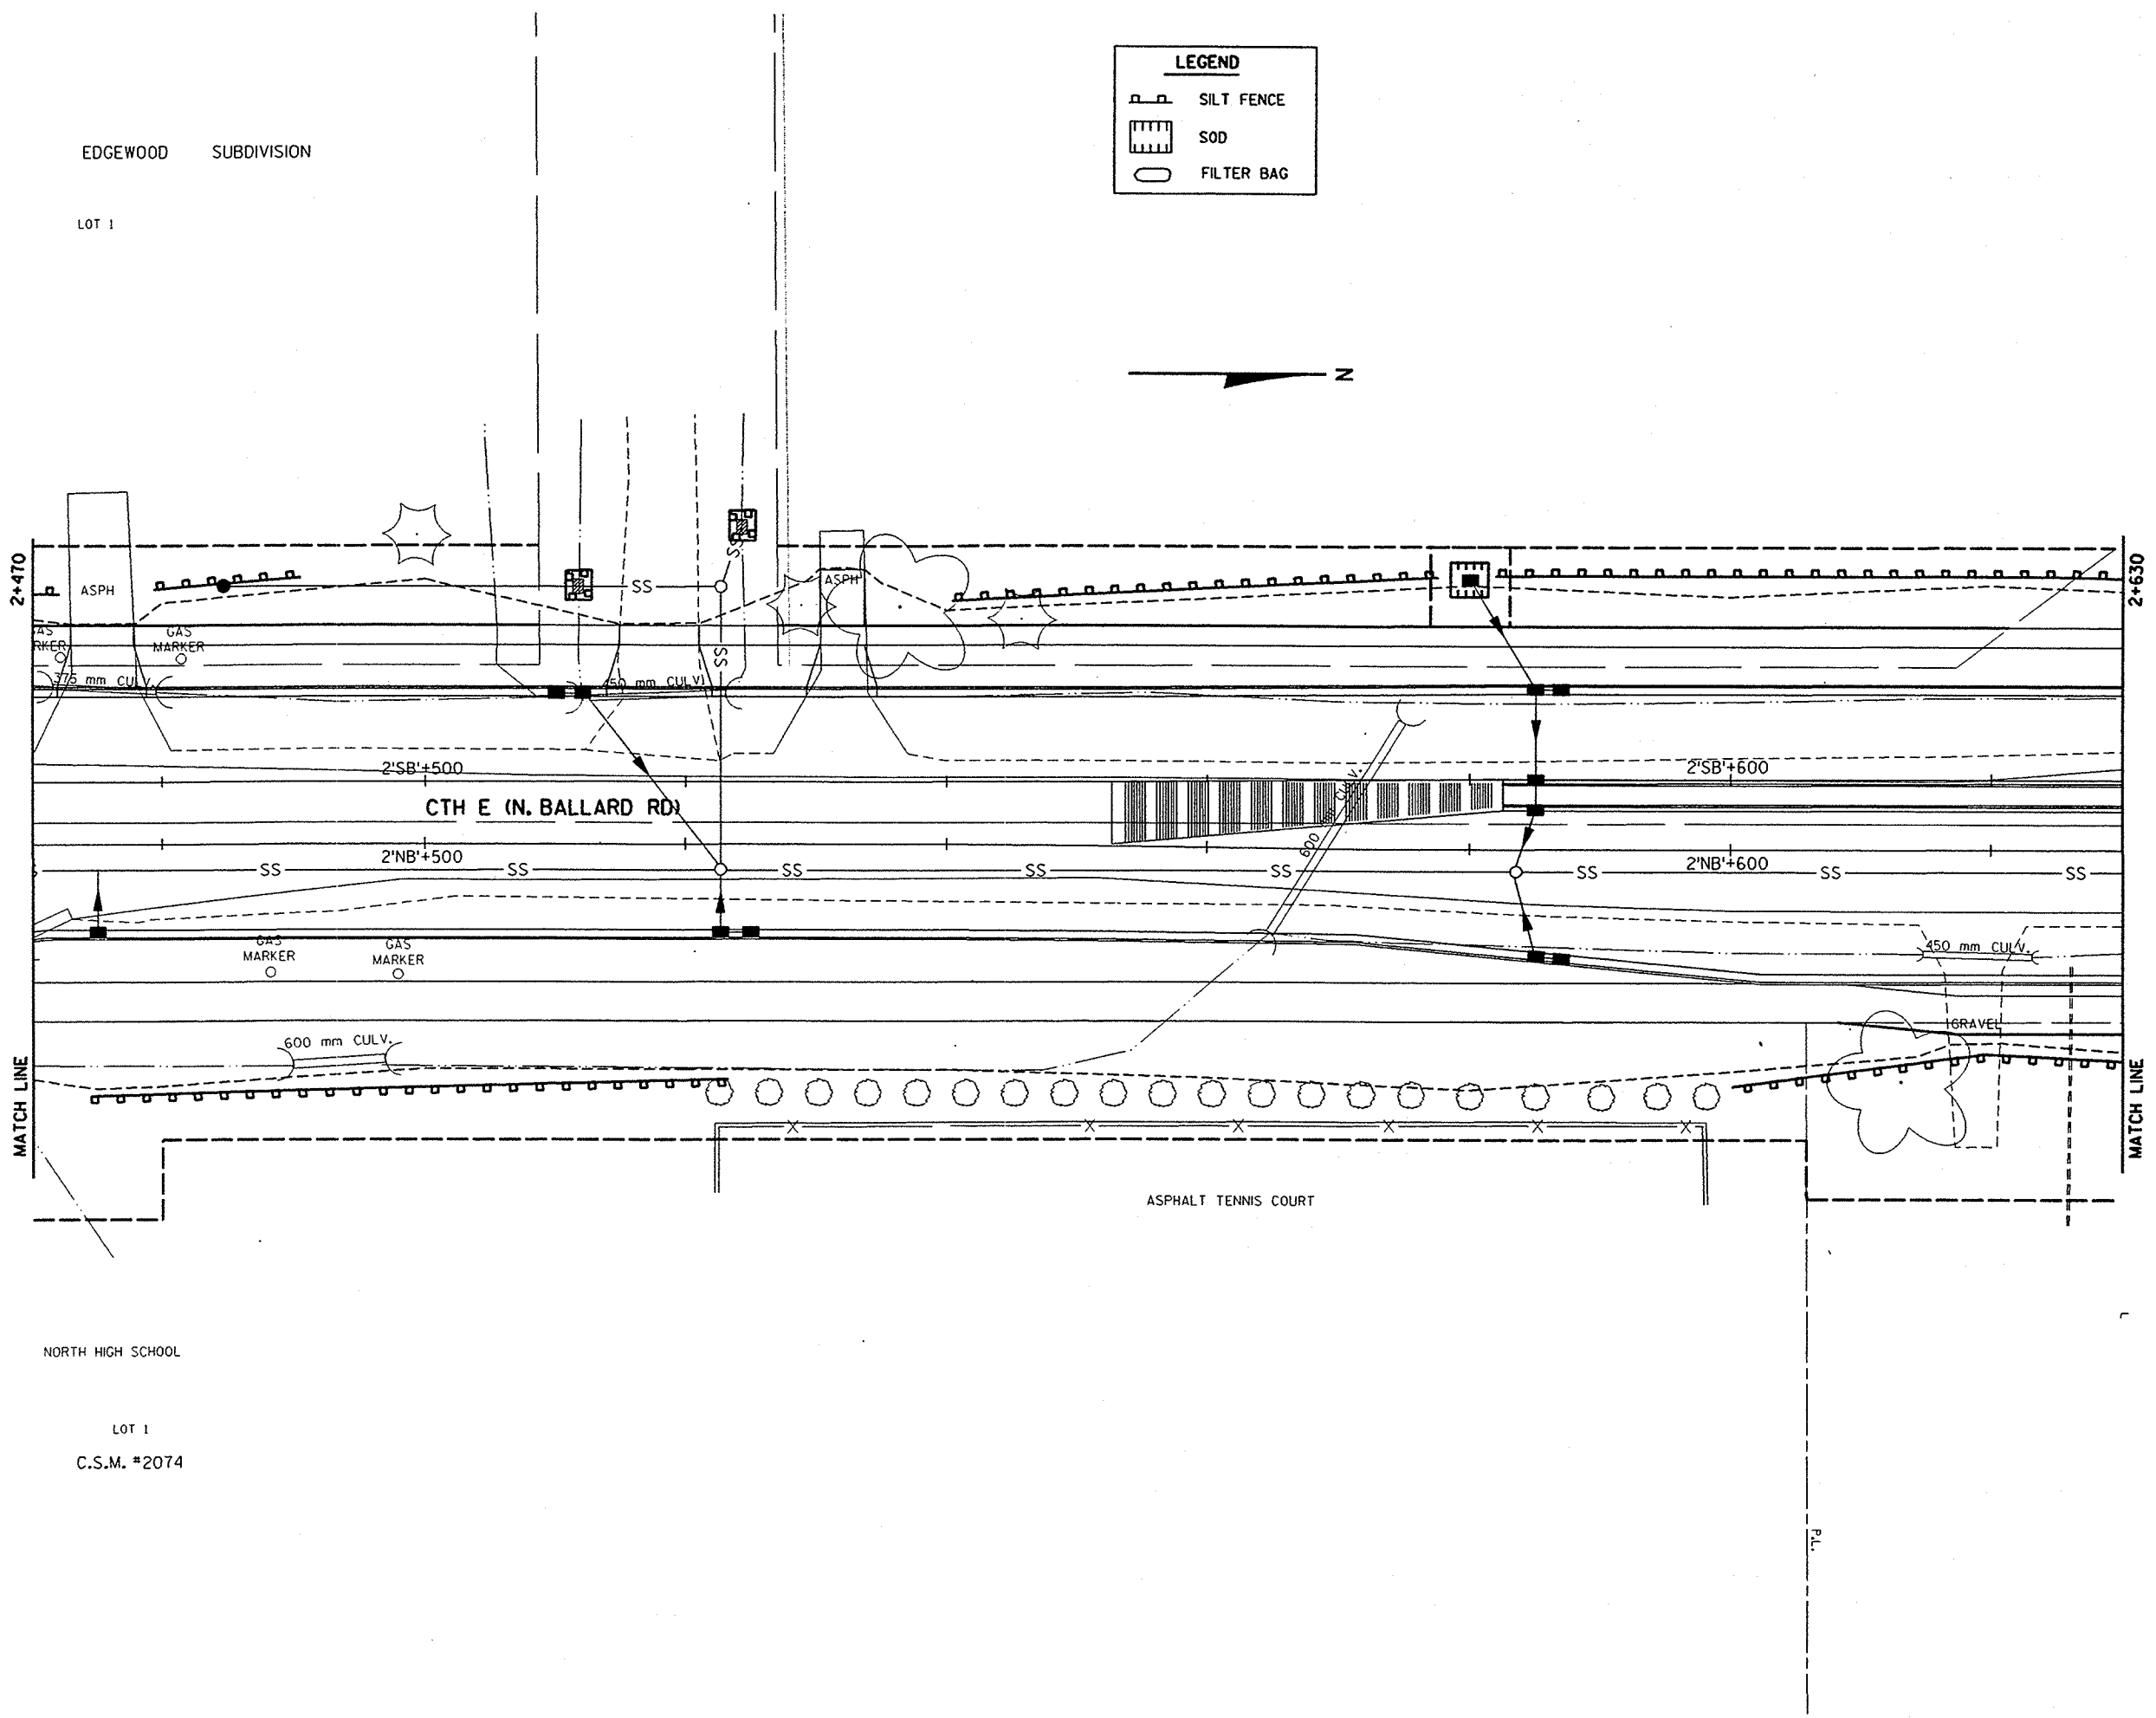 LEGEND
SILT FENCE
SOD
FILTER BAG
EDGEWOOD SUBDIVISION
LOT 1
N
2+470
2+630
ASPH
SS
SS
ASPH
GAS
MARKER
SS
375 mm CULV.
450 mm CULV.
2'SB'+500
2'SB'+600
CTH E (N. BALLARD RD)
600 mm CULV.
2'NB'+500
2'NB'+600
SS SS SS SS SS SS SS SS
GAS
MARKER
GAS
MARKER
450 mm CULV.
GRAVEL
600 mm CULV.
MATCH LINE
MATCH LINE
X X X X X X
ASPHALT TENNIS COURT
NORTH HIGH SCHOOL
LOT 1
C.S.M. #2074
P.L.